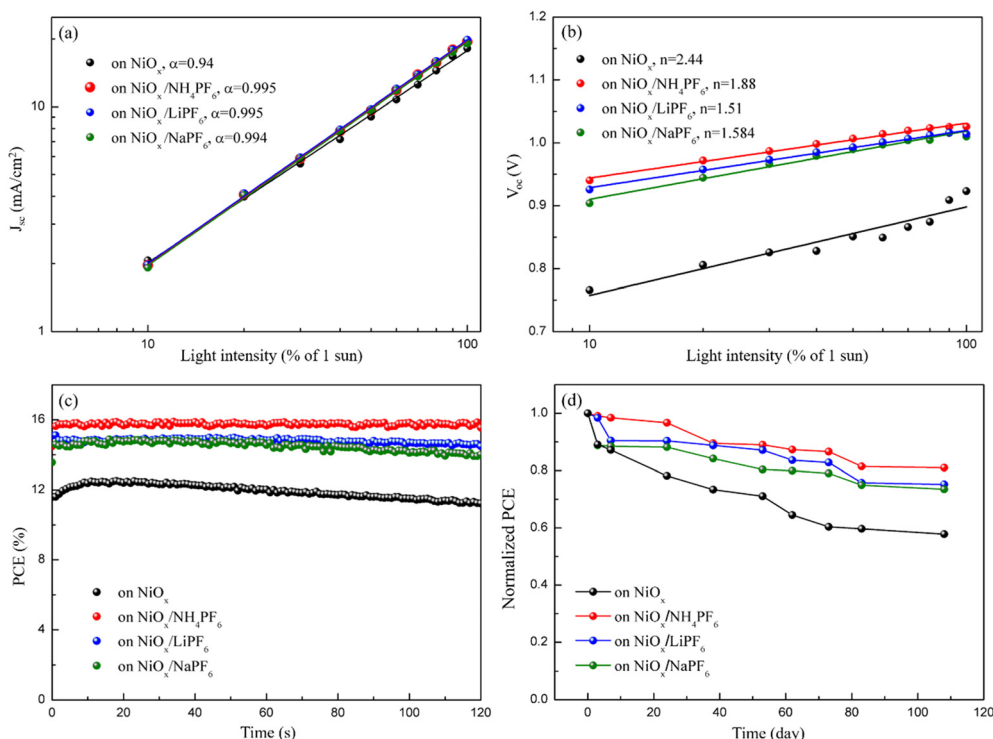 (a)
on NiOₓ, α=0.94
on NiOₓ/NH₄PF₆, α=0.995
on NiOₓ/LiPF₆, α=0.995
on NiOₓ/NaPF₆, α=0.994
10
1
Jsc (mA/cm²)
10 100
Light intensity (% of 1 sun)
(b)
on NiOₓ, n=2.44
on NiOₓ/NH₄PF₆, n=1.88
on NiOₓ/LiPF₆, n=1.51
on NiOₓ/NaPF₆, n=1.584
1.2
1.1
1.0
0.9
0.8
0.7
Voc (V)
10 100
Light intensity (% of 1 sun)
(c)
16
12
8
4
0
PCE (%)
on NiOₓ
on NiOₓ/NH₄PF₆
on NiOₓ/LiPF₆
on NiOₓ/NaPF₆
0 20 40 60 80 100 120
Time (s)
(d)
1.0
0.8
0.6
0.4
0.2
0.0
Normalized PCE
on NiOₓ
on NiOₓ/NH₄PF₆
on NiOₓ/LiPF₆
on NiOₓ/NaPF₆
0 20 40 60 80 100 120
Time (day)